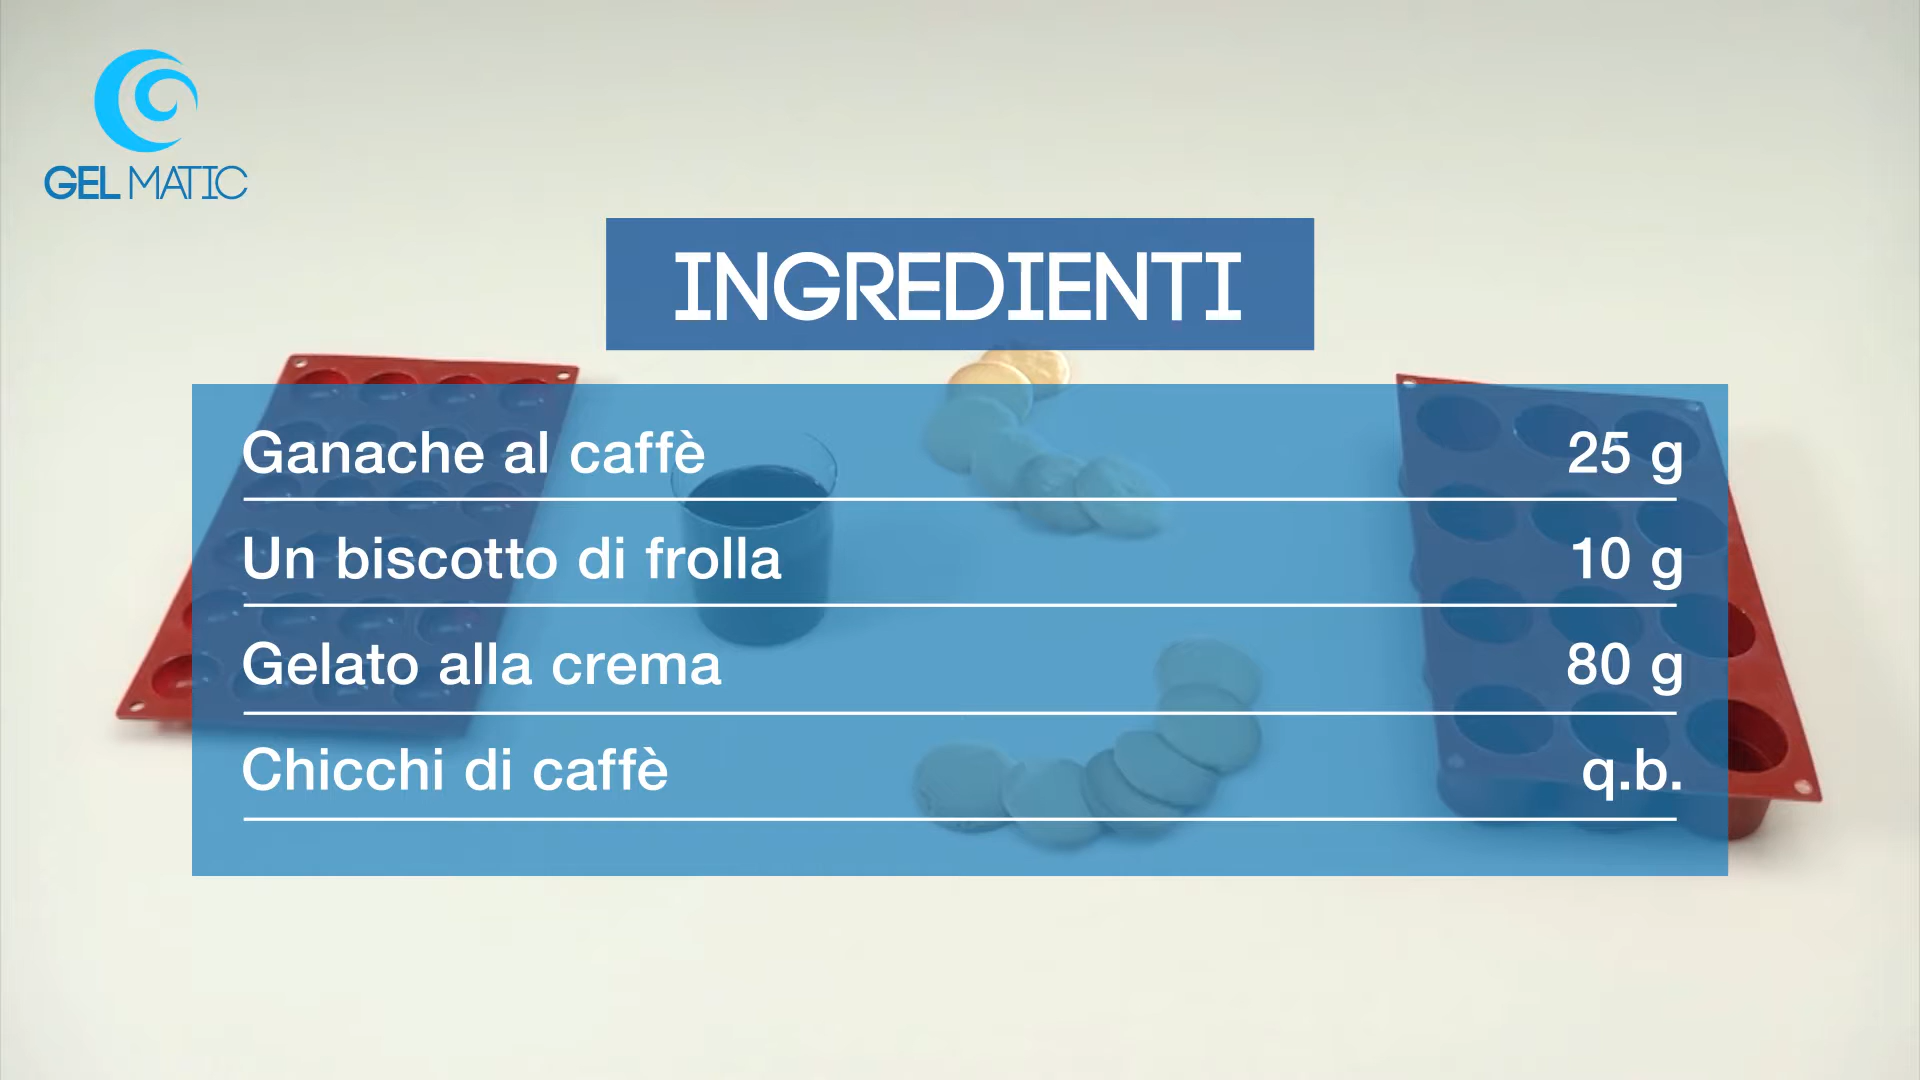 GEL MATIC
INGREDIENTI
Ganache al caffè 25 g
Un biscotto di frolla 10 g
Gelato alla crema 80 g
Chicchi di caffè q.b.